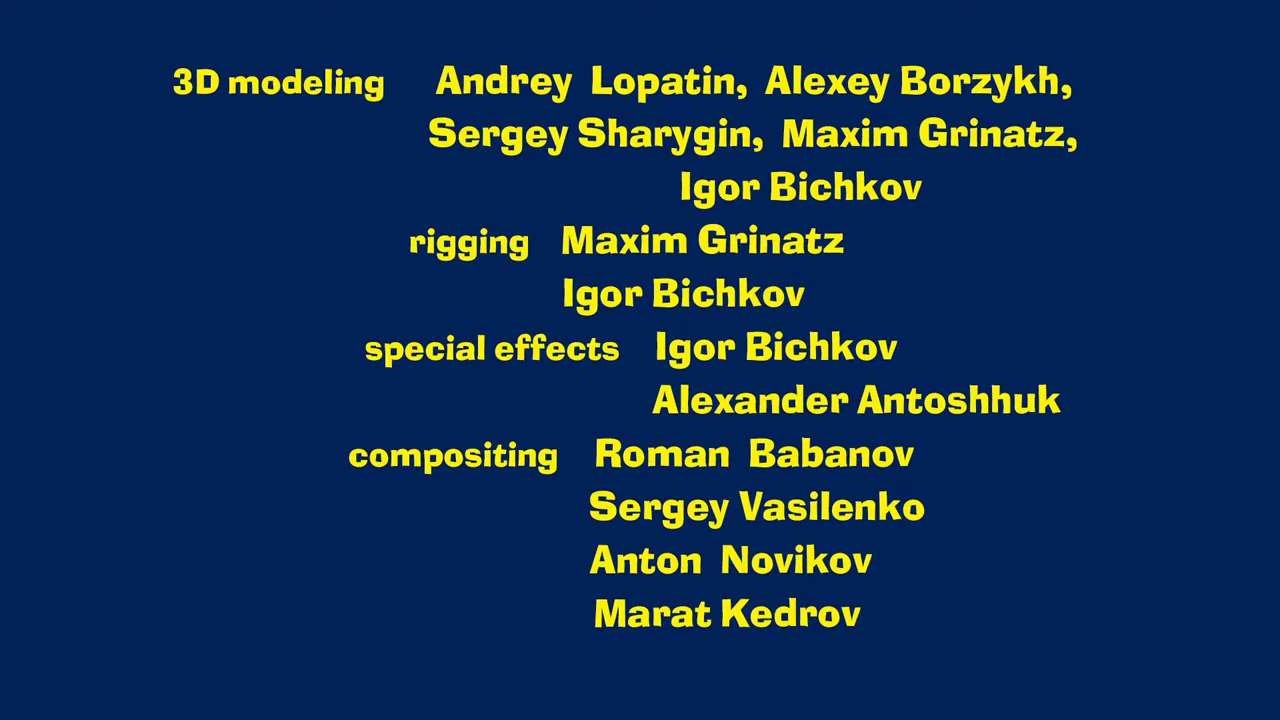 3D modeling Andrey Lopatin, Alexey Borzykh,
Sergey Sharygin, Maxim Grinatz,
Igor Bichkov
rigging Maxim Grinatz
Igor Bichkov
special effects Igor Bichkov
Alexander Antoshhuk
compositing Roman Babanov
Sergey Vasilenko
Anton Novikov
Marat Kedrov